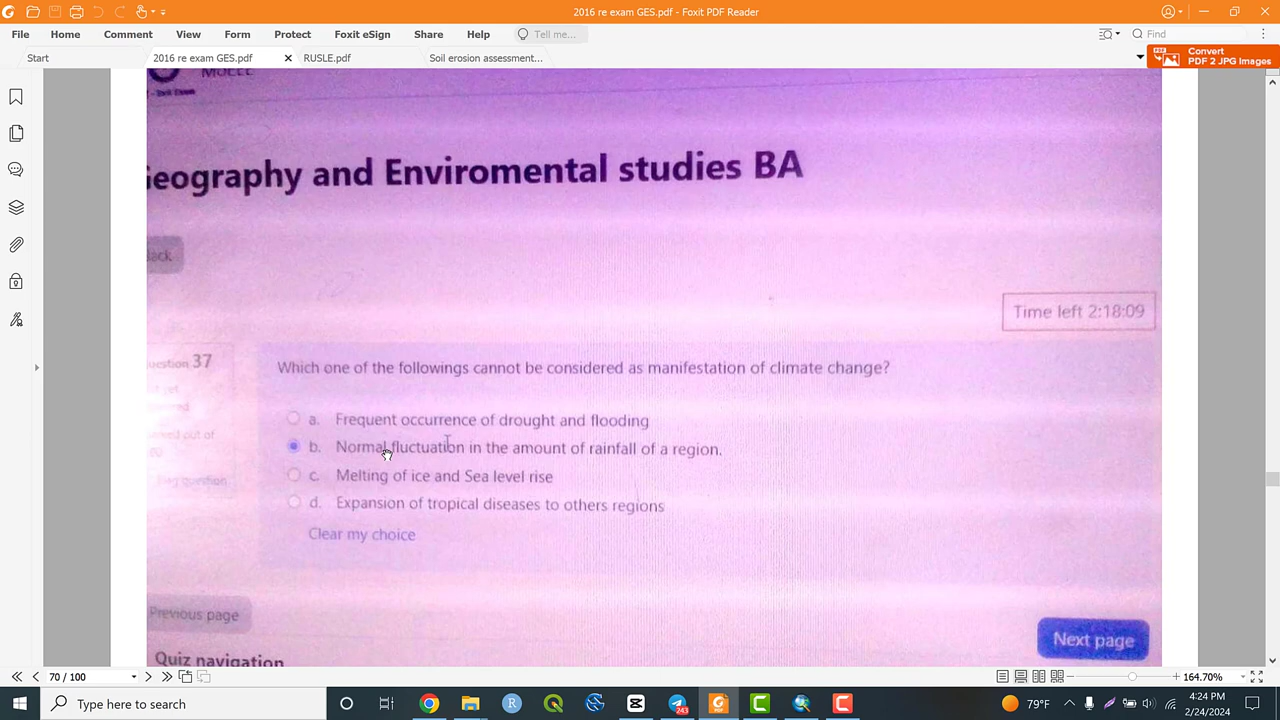 2016 re exam GES.pdf - Foxit PDF Reader
File Home Comment View Form Protect Foxit eSign Share Help Tell me... Find
Start 2016 re exam GES.pdf RUSLE.pdf Soil erosion assessment...
Convert
PDF 2 JPG Images
Geography and Enviromental studies BA
Back
Time left 2:18:09
Question 37
Which one of the followings cannot be considered as manifestation of climate change?
a. Frequent occurrence of drought and flooding
b. Normal fluctuation in the amount of rainfall of a region.
c. Melting of ice and Sea level rise
d. Expansion of tropical diseases to others regions
Clear my choice
Previous page
Next page
Quiz navigation
70 / 100
164.70%
Type here to search
243
79°F
4:24 PM
2/24/2024